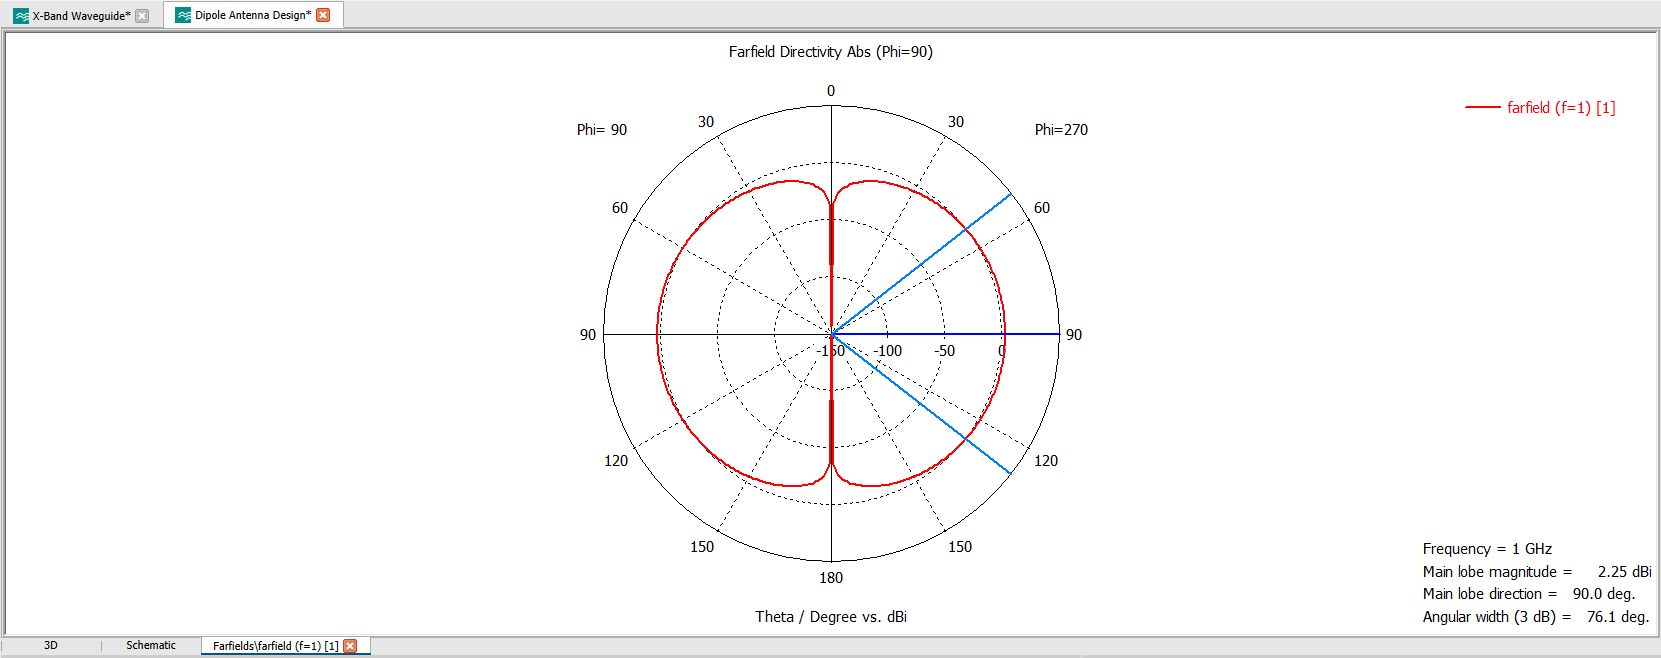 X-Band Waveguide*
Dipole Antenna Design*
Farfield Directivity Abs (Phi=90)
0
farfield (f=1) [1]
30
30
Phi= 90
Phi=270
60
60
90
90
-150
-100
-50
0
120
120
150
150
180
Frequency = 1 GHz
Main lobe magnitude = 2.25 dBi
Main lobe direction = 90.0 deg.
Angular width (3 dB) = 76.1 deg.
Theta / Degree vs. dBi
3D
Schematic
Farfields\farfield (f=1) [1]